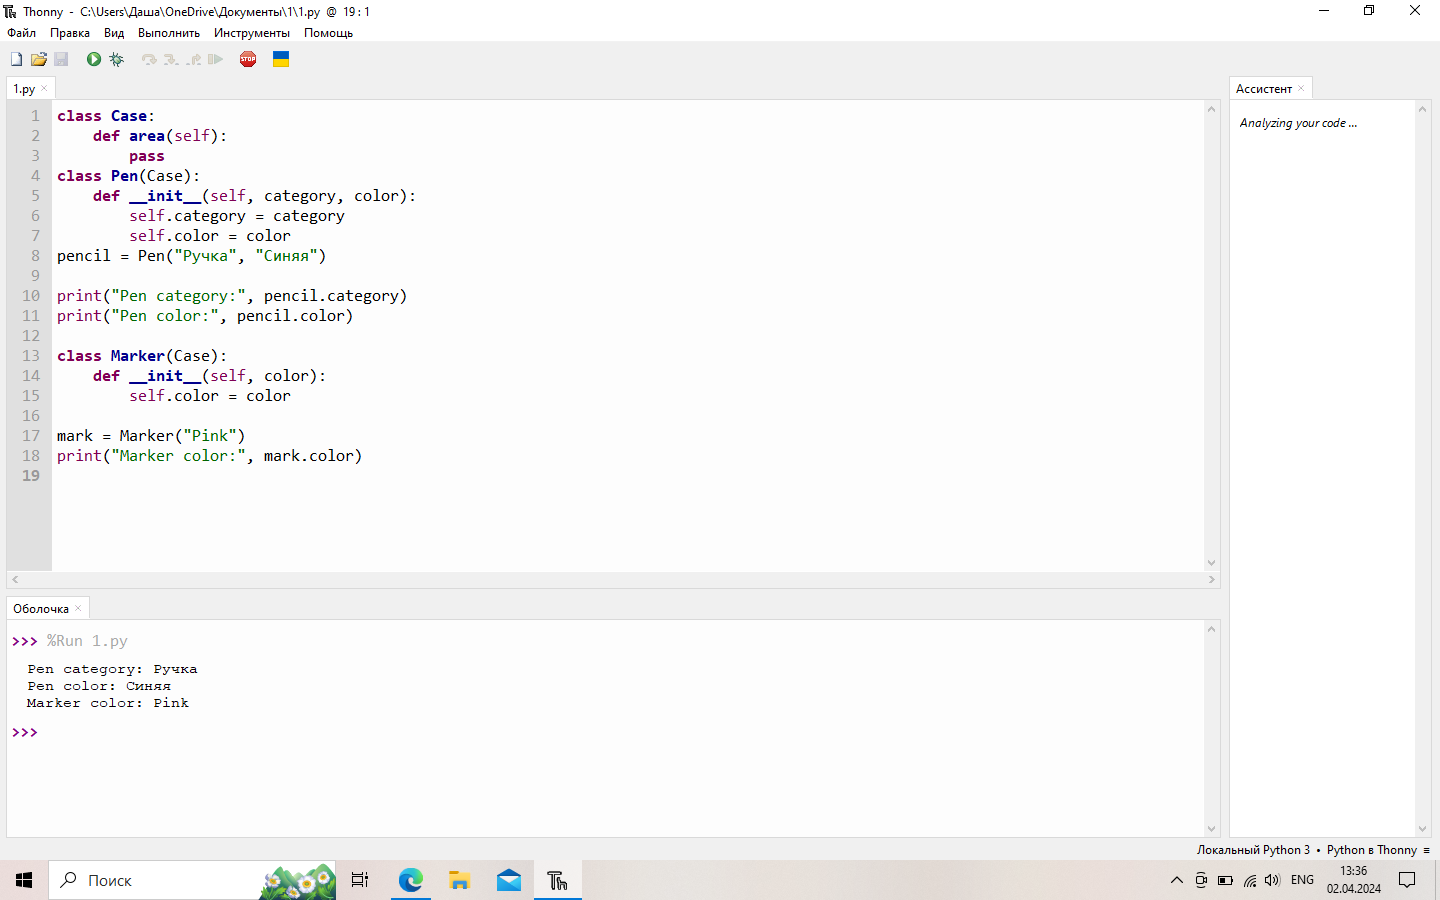 Thonny - C:\Users\Даша\OneDrive\Документы\1\1.py @ 19 : 1
Файл Правка Вид Выполнить Инструменты Помощь
STOP
1.py
Ассистент
1 class Case:
2     def area(self):
3         pass
4 class Pen(Case):
5     def __init__(self, category, color):
6         self.category = category
7         self.color = color
8 pencil = Pen("Ручка", "Синяя")
9
10 print("Pen category:", pencil.category)
11 print("Pen color:", pencil.color)
12
13 class Marker(Case):
14     def __init__(self, color):
15         self.color = color
16
17 mark = Marker("Pink")
18 print("Marker color:", mark.color)
19
Analyzing your code ...
Оболочка
>>> %Run 1.py
Pen category: Ручка
Pen color: Синяя
Marker color: Pink
>>>
Локальный Python 3 • Python в Thonny ≡
Поиск
Th
ENG
13:36
02.04.2024